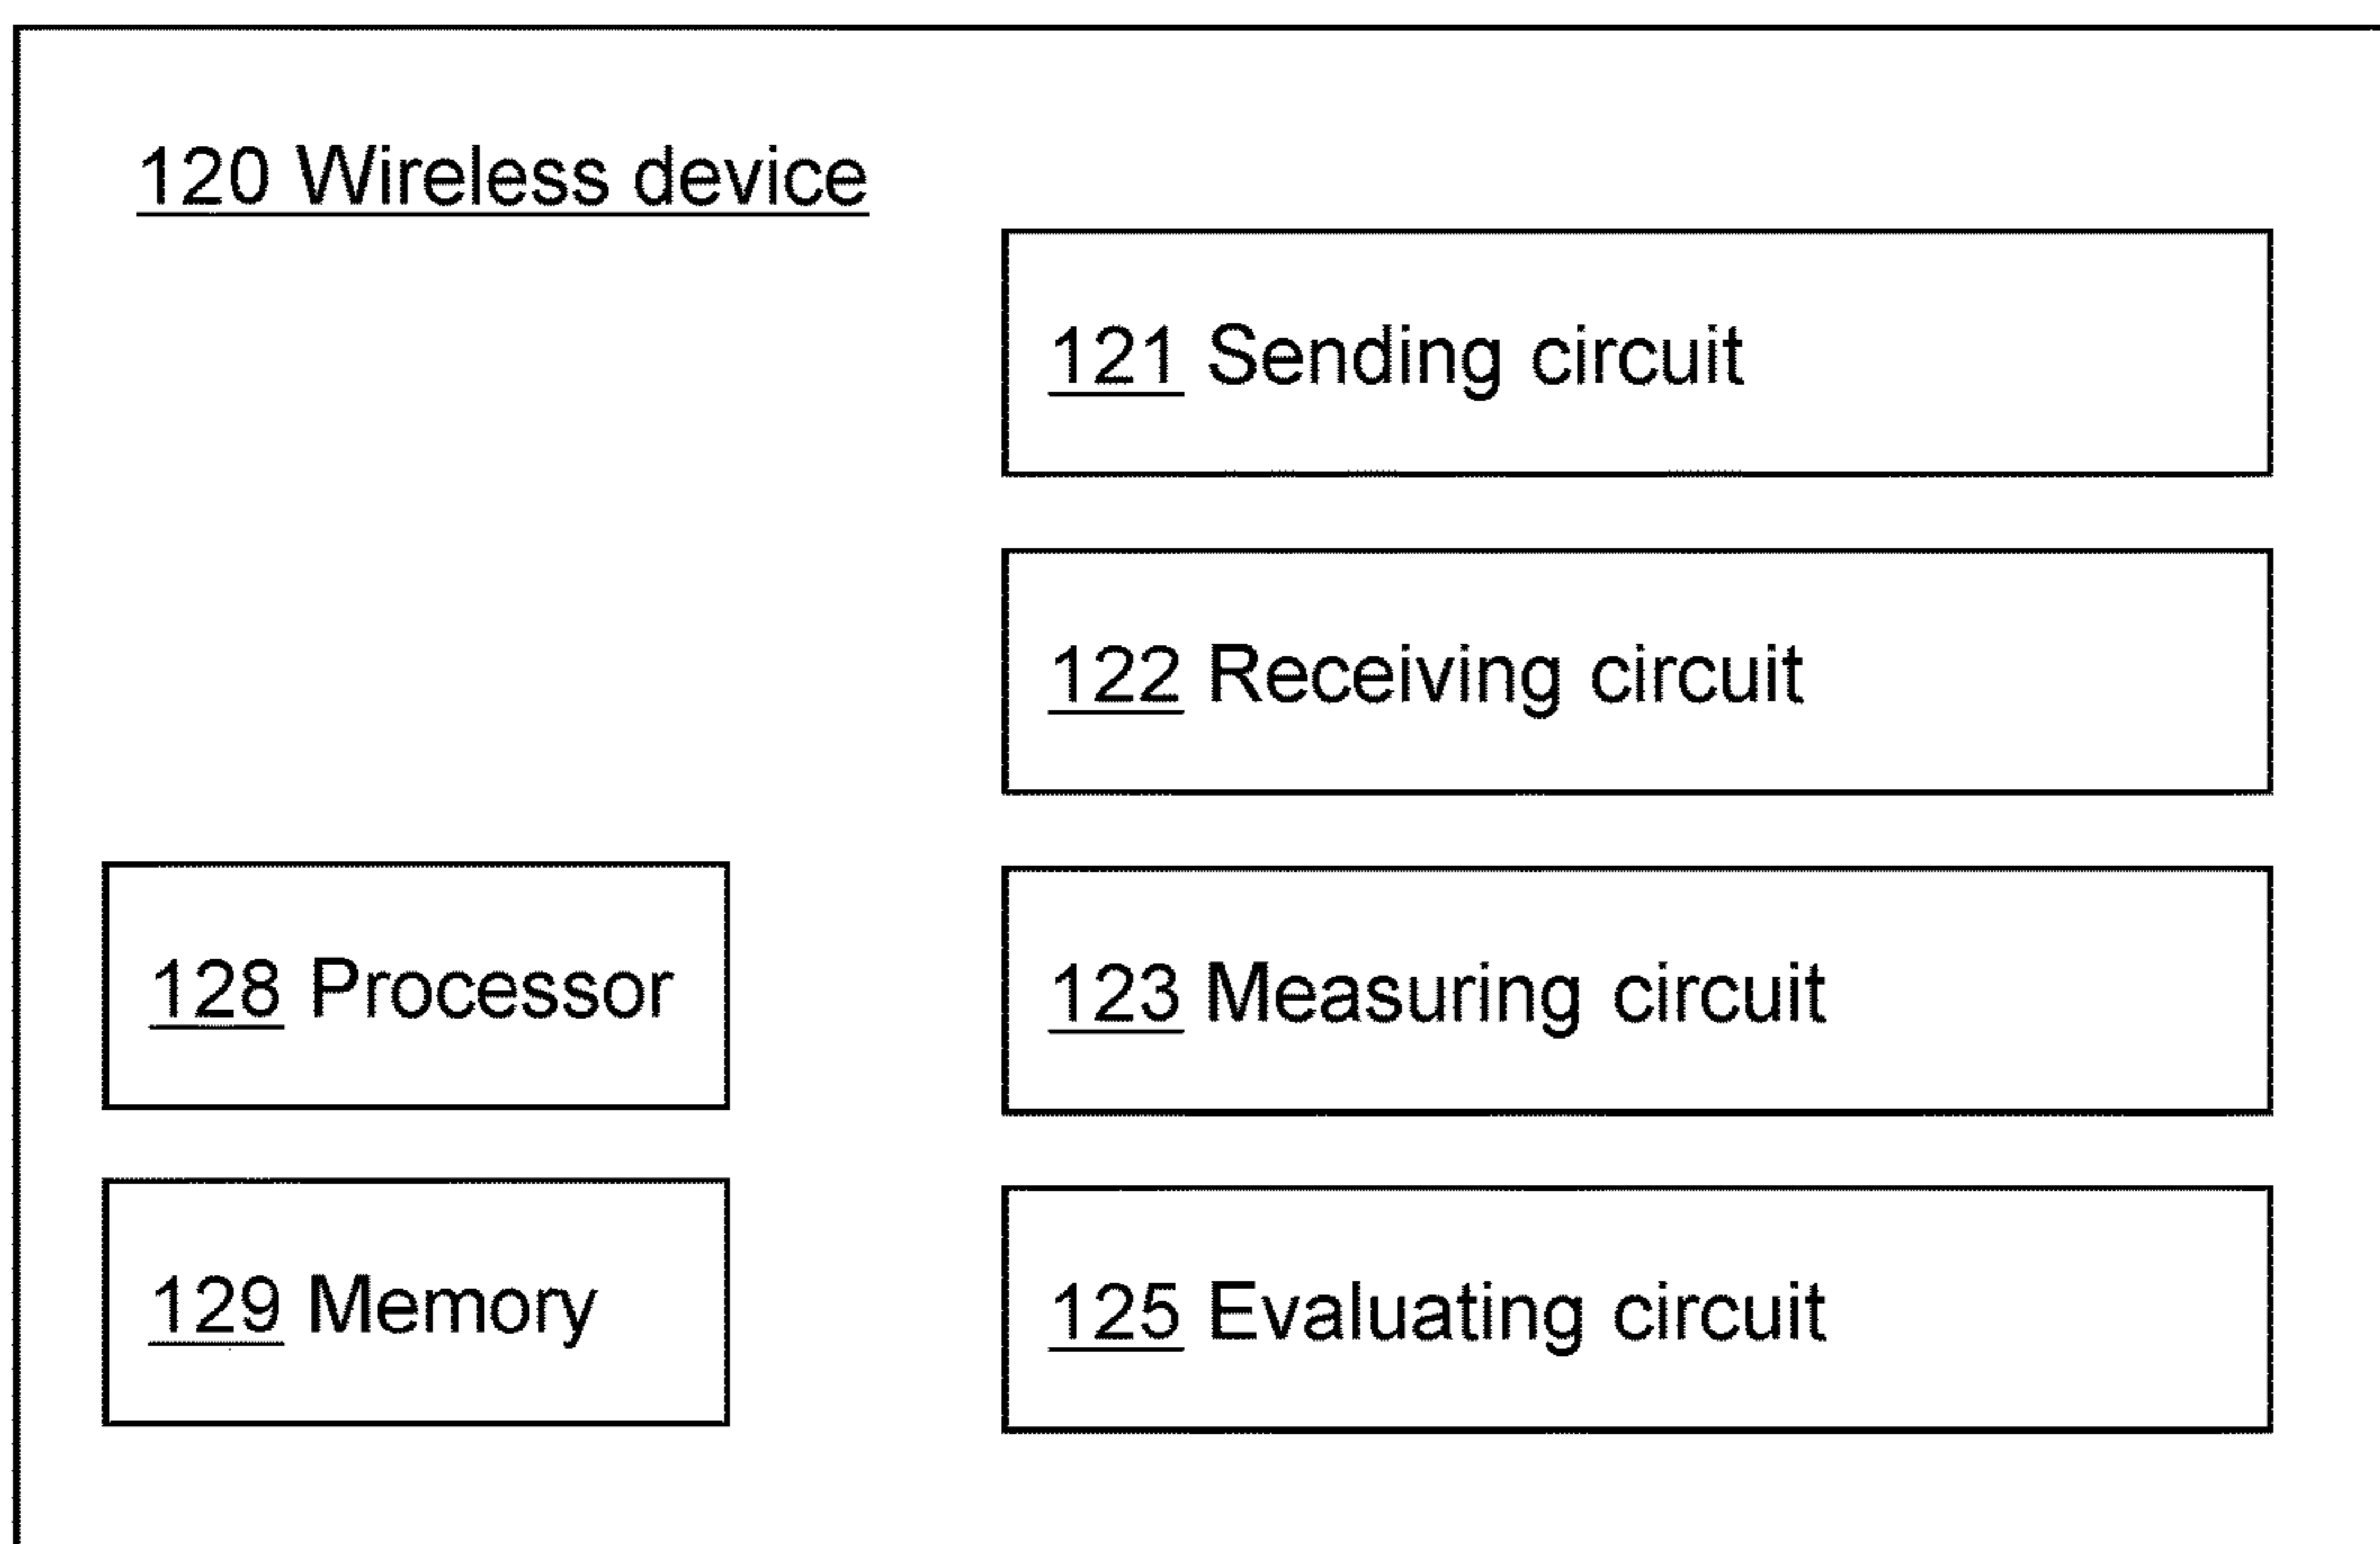 120 Wireless device
121 Sending circuit
122 Receiving circuit
128 Processor
123 Measuring circuit
129 Memory
125 Evaluating circuit